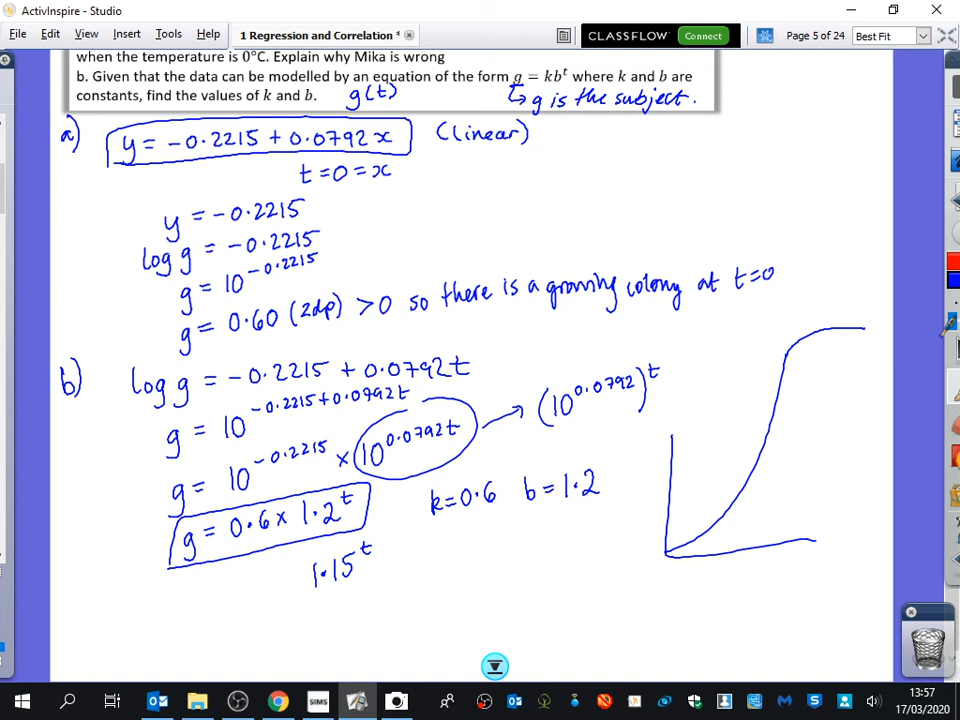 ActivInspire - Studio
File Edit View Insert Tools Help
1 Regression and Correlation *
CLASSFLOW Connect
Page 5 of 24
Best Fit
when the temperature is 0°C. Explain why Mika is wrong
b. Given that the data can be modelled by an equation of the form g = kb^t where k and b are
constants, find the values of k and b.
g(t)
↳ g is the subject.
a) y = -0.2215 + 0.0792x (linear)
t = 0 = x
y = -0.2215
log g = -0.2215
g = 10^-0.2215
g = 0.60 (2dp) > 0 so there is a growing colony at t=0
b) log g = -0.2215 + 0.0792t
g = 10^-0.2215+0.0792t
g = 10^-0.2215 × 10^0.0792t → (10^0.0792)^t
g = 0.6 × 1.2^t
k=0.6 b=1.2
1.15^t
SIMS
13:57
17/03/2020